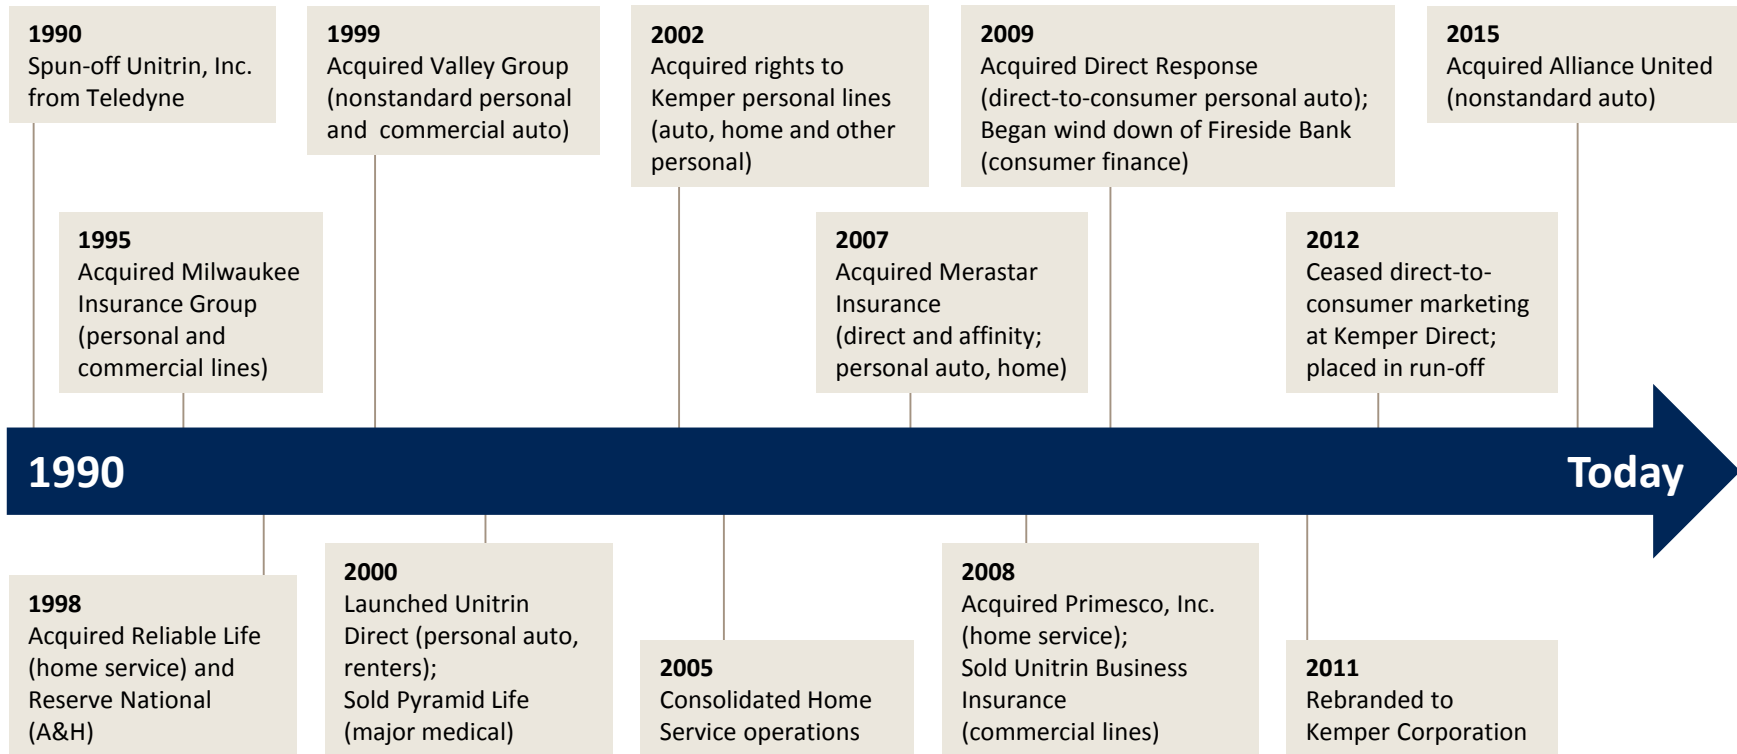 1990
Spun-off Unitrin, Inc.
from Teledyne
1999
Acquired Valley Group
(nonstandard personal
and commercial auto)
2002
Acquired rights to
Kemper personal lines
(auto, home and other
personal)
2009
Acquired Direct Response
(direct-to-consumer personal auto);
Began wind down of Fireside Bank
(consumer finance)
2015
Acquired Alliance United
(nonstandard auto)
1995
Acquired Milwaukee
Insurance Group
(personal and
commercial lines)
2007
Acquired Merastar
Insurance
(direct and affinity;
personal auto, home)
2012
Ceased direct-to-
consumer marketing
at Kemper Direct;
placed in run-off
1990
Today
1998
Acquired Reliable Life
(home service) and
Reserve National
(A&H)
2000
Launched Unitrin
Direct (personal auto,
renters);
Sold Pyramid Life
(major medical)
2005
Consolidated Home
Service operations
2008
Acquired Primesco, Inc.
(home service);
Sold Unitrin Business
Insurance
(commercial lines)
2011
Rebranded to
Kemper Corporation